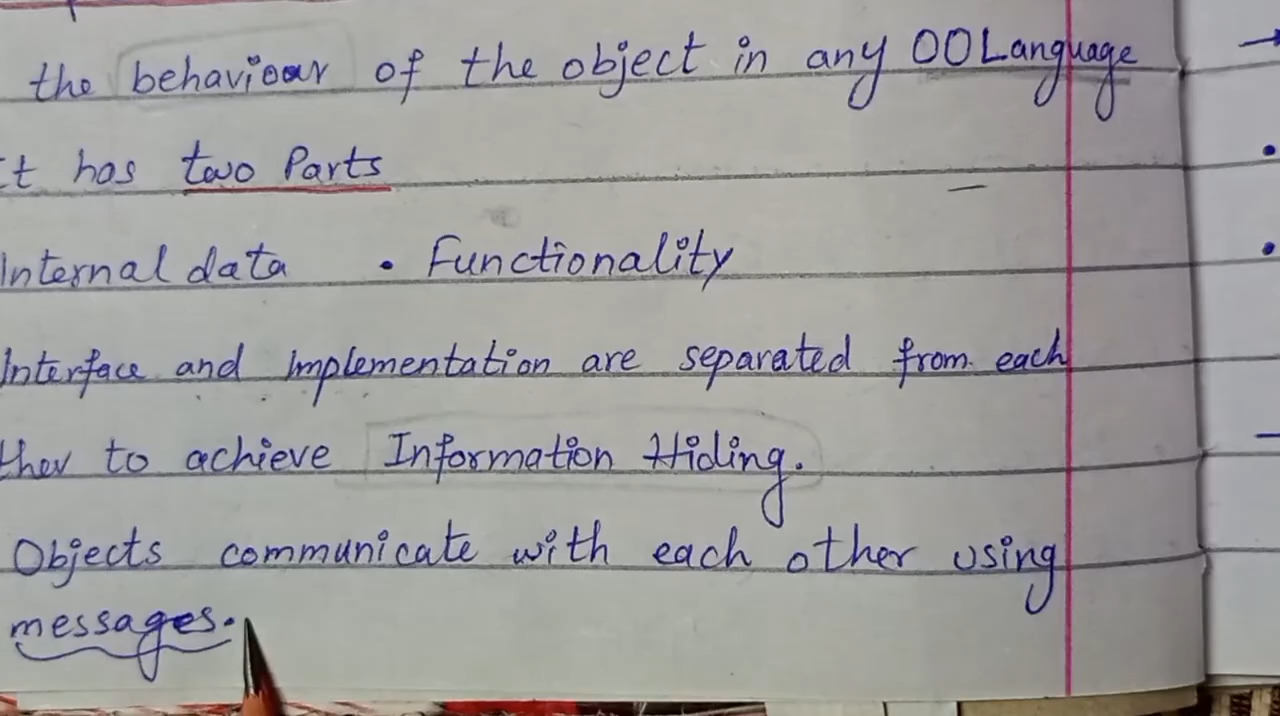 the behaviour of the object in any OOLanguage
It has two Parts
Internal data • Functionality
Interface and Implementation are separated from each
ther to achieve Information Hiding.
Objects communicate with each other using
messages.